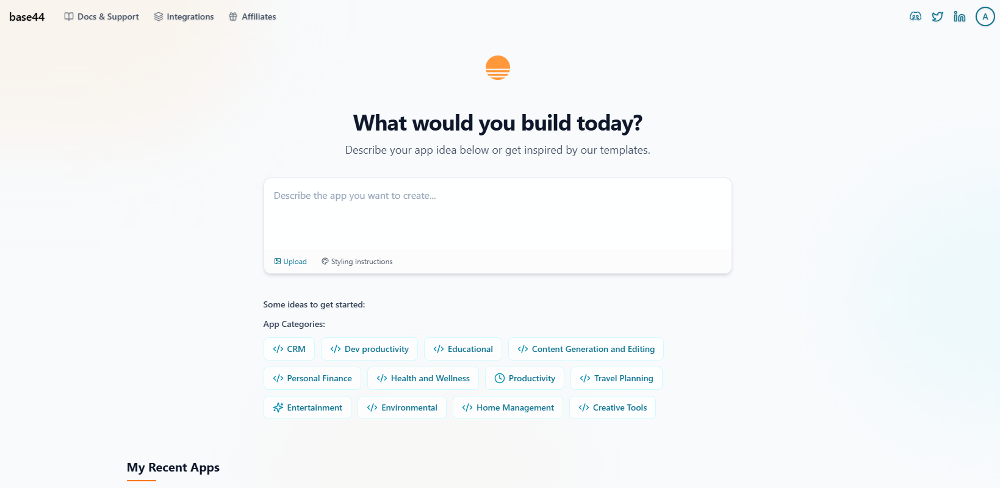 base44 Docs & Support Integrations Affiliates A
What would you build today?
Describe your app idea below or get inspired by our templates.
Describe the app you want to create...
Upload Styling Instructions
Some ideas to get started:
App Categories:
CRM Dev productivity Educational Content Generation and Editing
Personal Finance Health and Wellness Productivity Travel Planning
Entertainment Environmental Home Management Creative Tools
My Recent Apps